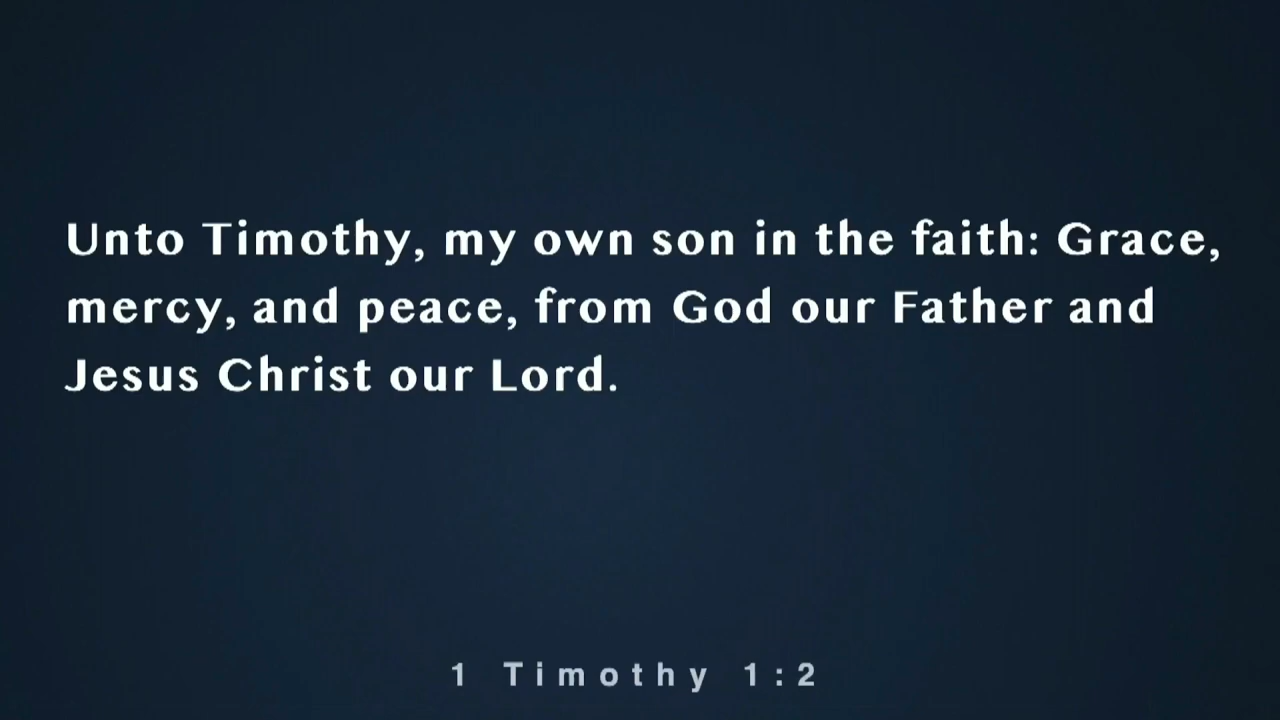 Unto Timothy, my own son in the faith: Grace,
mercy, and peace, from God our Father and
Jesus Christ our Lord.
1 Timothy 1:2